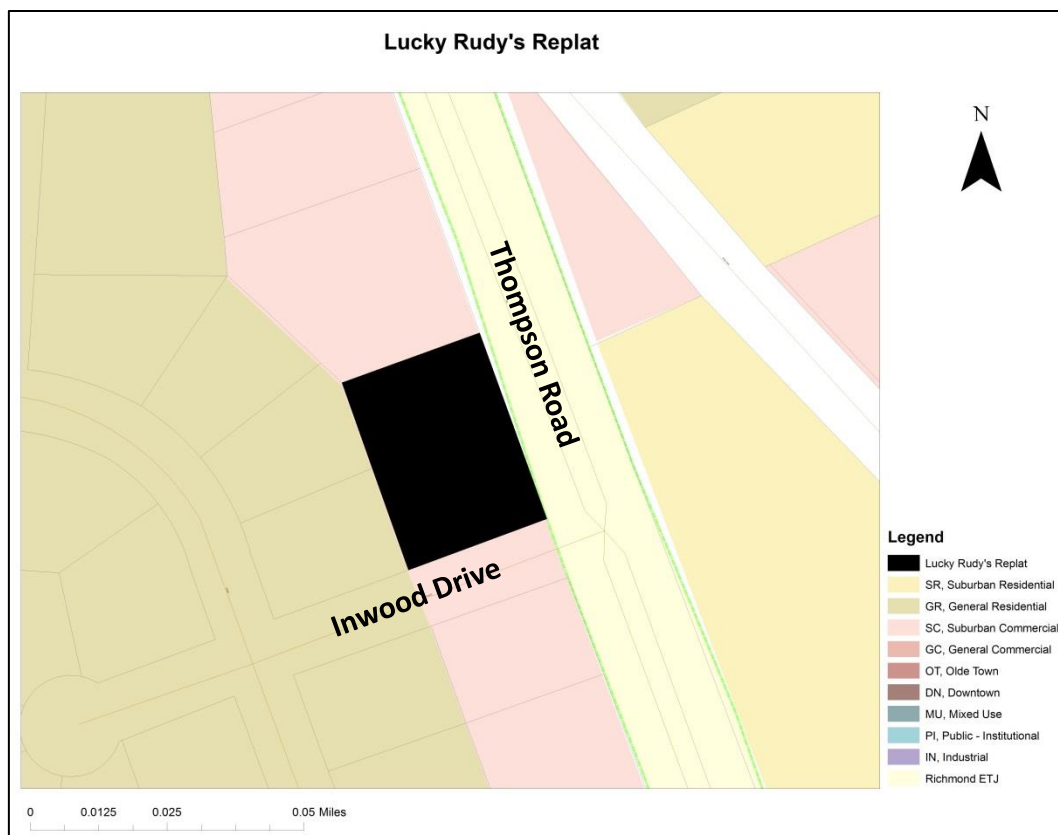 Lucky Rudy's Replat
N
Thompson Road
Inwood Drive
Legend
Lucky Rudy's Replat
SR, Suburban Residential
GR, General Residential
SC, Suburban Commercial
GC, General Commercial
OT, Olde Town
DN, Downtown
MU, Mixed Use
PI, Public - Institutional
IN, Industrial
Richmond ETJ
0 0.0125 0.025 0.05 Miles